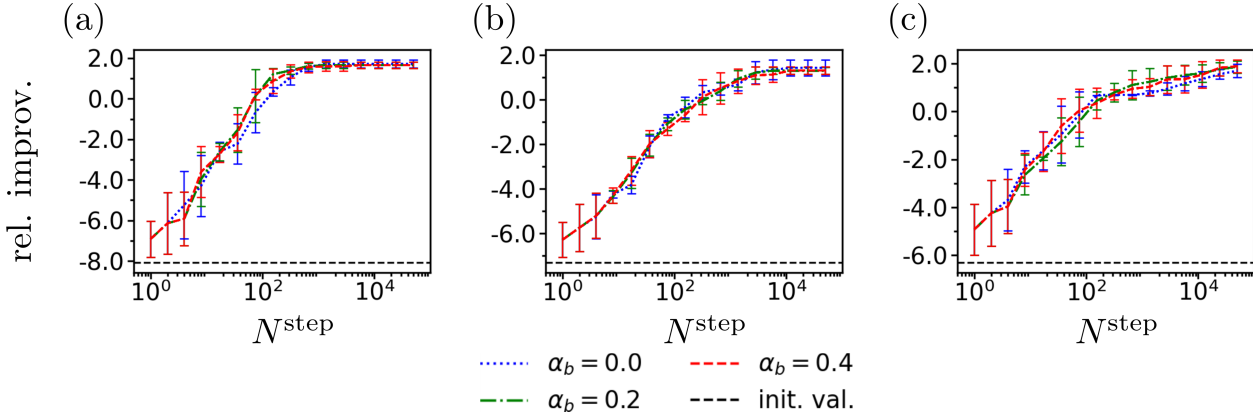 (a)
(b)
(c)
rel. improv.
2.0
0.0
-2.0
-4.0
-6.0
-8.0
10^0
10^2
10^4
N^step
2.0
0.0
-2.0
-4.0
-6.0
10^0
10^2
10^4
N^step
2.0
0.0
-2.0
-4.0
-6.0
10^0
10^2
10^4
N^step
α_b = 0.0
α_b = 0.4
α_b = 0.2
init. val.